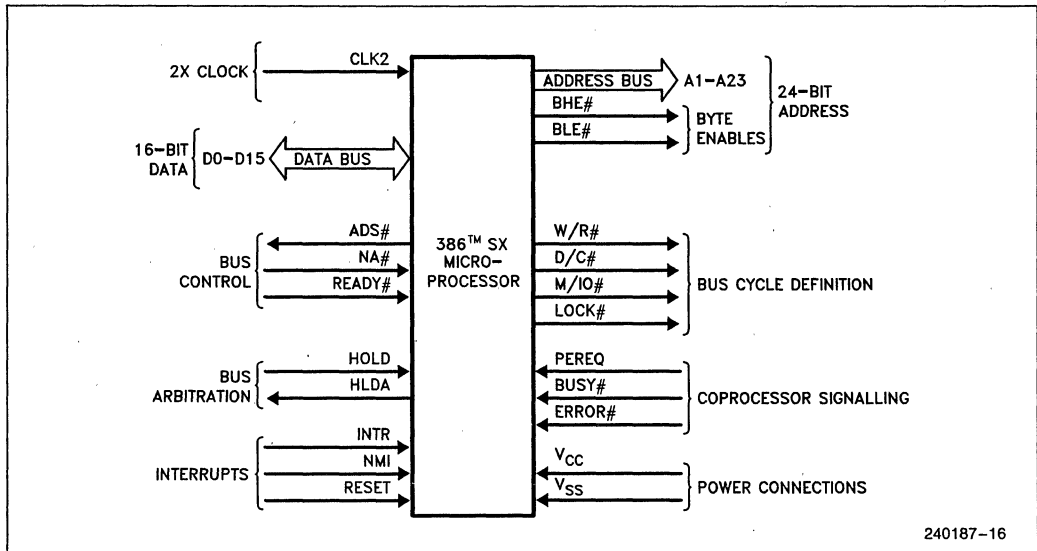 2X CLOCK
CLK2
16-BIT
DATA
D0-D15
DATA BUS
BUS
CONTROL
ADS#
NA#
READY#
BUS
ARBITRATION
HOLD
HLDA
INTERRUPTS
INTR
NMI
RESET
386™ SX
MICRO-
PROCESSOR
ADDRESS BUS
A1-A23
BHE#
BLE#
BYTE
ENABLES
24-BIT
ADDRESS
W/R#
D/C#
M/IO#
LOCK#
BUS CYCLE DEFINITION
PEREQ
BUSY#
ERROR#
COPROCESSOR SIGNALLING
VCC
VSS
POWER CONNECTIONS
240187-16